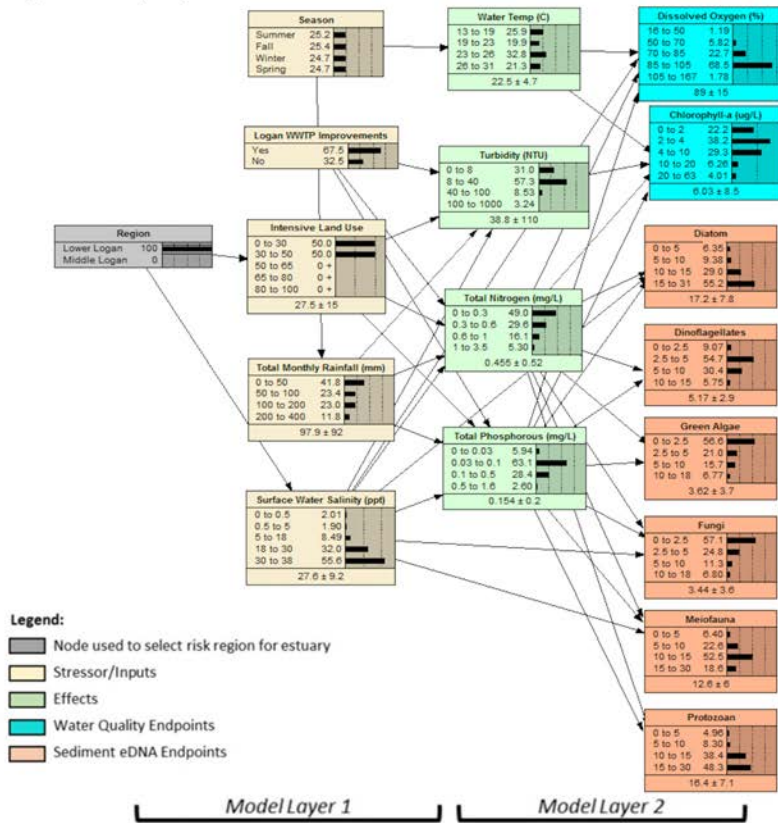 Season
Summer 25.2
Fall 25.4
Winter 24.7
Spring 24.7
Logan WWTP Improvements
Yes 67.5
No 32.5
Region
Lower Logan 100
Middle Logan 0
Intensive Land Use
0 to 30 50.0
30 to 50 50.0
50 to 65 0 +
65 to 80 0 +
80 to 100 0 +
27.5 ± 15
Total Monthly Rainfall (mm)
0 to 50 41.8
50 to 100 23.4
100 to 200 23.0
200 to 400 11.8
97.9 ± 92
Surface Water Salinity (ppt)
0 to 0.5 2.01
0.5 to 5 1.90
5 to 18 8.49
18 to 30 32.0
30 to 38 55.6
27.6 ± 9.2
Water Temp (C)
13 to 19 25.9
19 to 23 19.9
23 to 26 32.8
26 to 31 21.3
22.5 ± 4.7
Turbidity (NTU)
0 to 8 31.0
8 to 40 57.3
40 to 100 8.53
100 to 1000 3.24
38.8 ± 110
Total Nitrogen (mg/L)
0 to 0.3 49.0
0.3 to 0.6 29.6
0.6 to 1 16.1
1 to 3.5 5.30
0.455 ± 0.52
Total Phosphorous (mg/L)
0 to 0.03 5.94
0.03 to 0.1 63.1
0.1 to 0.5 28.4
0.5 to 1.6 2.60
0.154 ± 0.2
Dissolved Oxygen (%)
16 to 50 1.19
50 to 70 5.82
70 to 85 22.7
85 to 105 68.5
105 to 167 1.78
89 ± 15
Chlorophyll-a (ug/L)
0 to 2 22.2
2 to 4 38.2
4 to 10 29.3
10 to 20 6.26
20 to 63 4.01
6.03 ± 8.5
Diatom
0 to 5 6.35
5 to 10 9.38
10 to 15 29.0
15 to 31 55.2
17.2 ± 7.8
Dinoflagellates
0 to 2.5 9.07
2.5 to 5 54.7
5 to 10 30.4
10 to 15 5.75
5.17 ± 2.9
Green Algae
0 to 2.5 56.6
2.5 to 5 21.0
5 to 10 15.7
10 to 18 6.77
3.62 ± 3.7
Fungi
0 to 2.5 57.1
2.5 to 5 24.8
5 to 10 11.3
10 to 18 6.80
3.44 ± 3.6
Meiofauna
0 to 5 6.40
5 to 10 22.6
10 to 15 52.5
15 to 30 18.6
12.6 ± 6
Protozoan
0 to 5 4.96
5 to 10 8.30
10 to 15 38.4
15 to 30 48.3
16.4 ± 7.1
Legend:
Node used to select risk region for estuary
Stressor/Inputs
Effects
Water Quality Endpoints
Sediment eDNA Endpoints
Model Layer 1
Model Layer 2